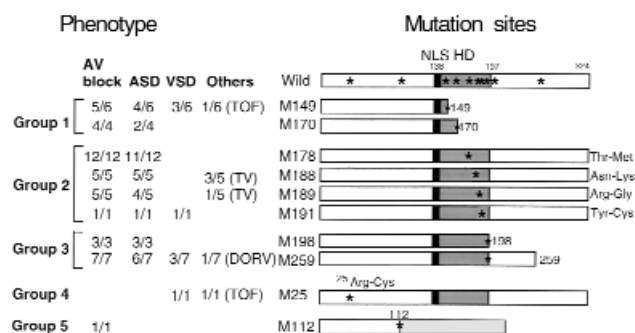 Phenotype Mutation sites
NLS HD
AV 138 197 324
block ASD VSD Others Wild * * * * * * * * * *
5/6 4/6 3/6 1/6 (TOF) M149 *149
Group 1
4/4 2/4 M170 *170
12/12 11/12 M178 * Thr-Met
5/5 5/5 3/5 (TV) M188 * Asn-Lys
Group 2
5/5 4/5 1/5 (TV) M189 * Arg-Gly
1/1 1/1 1/1 M191 * Tyr-Cys
3/3 3/3 M198 * 198
Group 3
7/7 6/7 3/7 1/7 (DORV) M259 * 259
25 Arg-Cys
Group 4 1/1 1/1 (TOF) M25 *
112
Group 5 1/1 M112 *